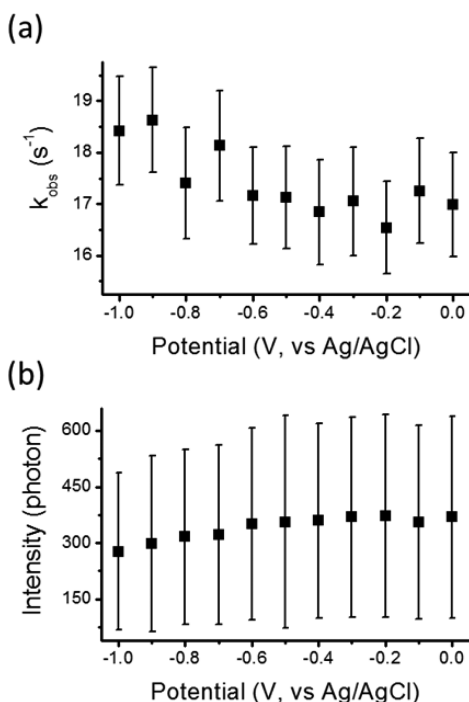 (a)
19
18
17
16
k_obs (s⁻¹)
-1.0 -0.8 -0.6 -0.4 -0.2 0.0
Potential (V, vs Ag/AgCl)
(b)
600
450
300
150
Intensity (photon)
-1.0 -0.8 -0.6 -0.4 -0.2 0.0
Potential (V, vs Ag/AgCl)